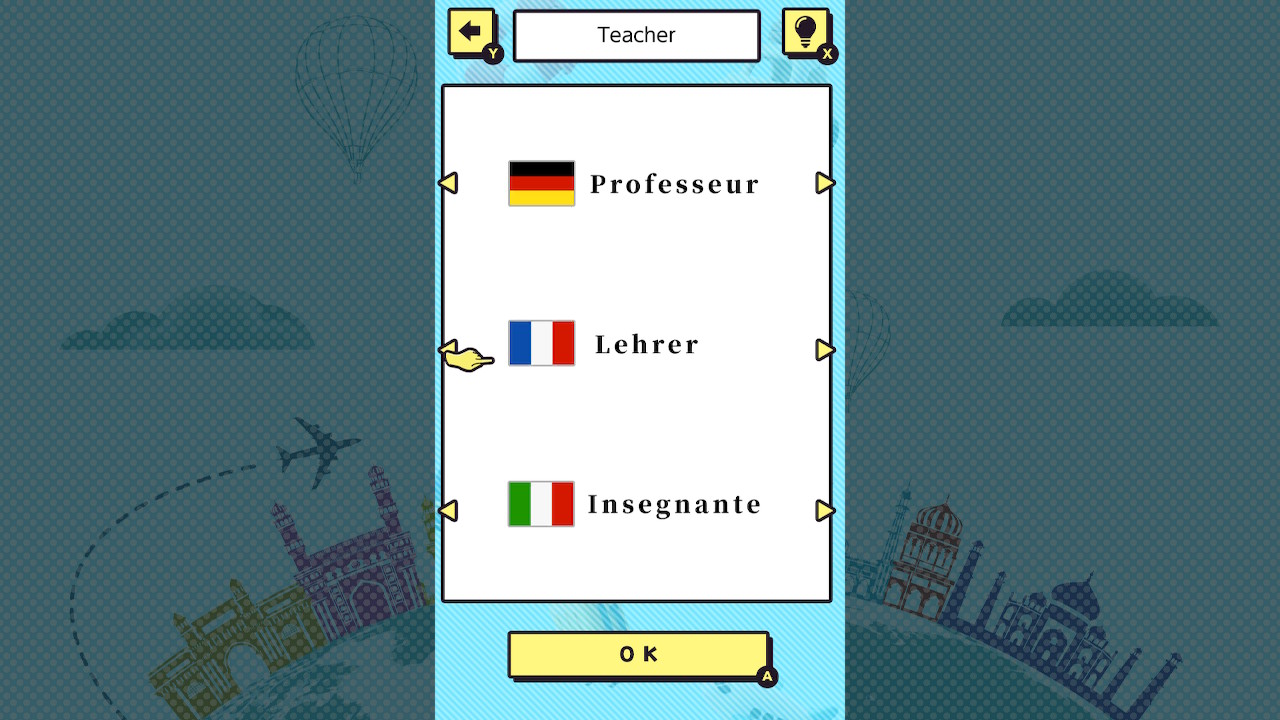 Teacher
Y
X
Professeur
Lehrer
Insegnante
OK
A